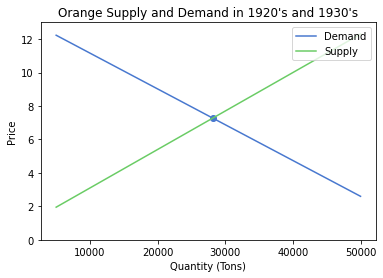 Orange Supply and Demand in 1920's and 1930's
Demand
Supply
Price
12
10
8
6
4
2
0
10000 20000 30000 40000 50000
Quantity (Tons)